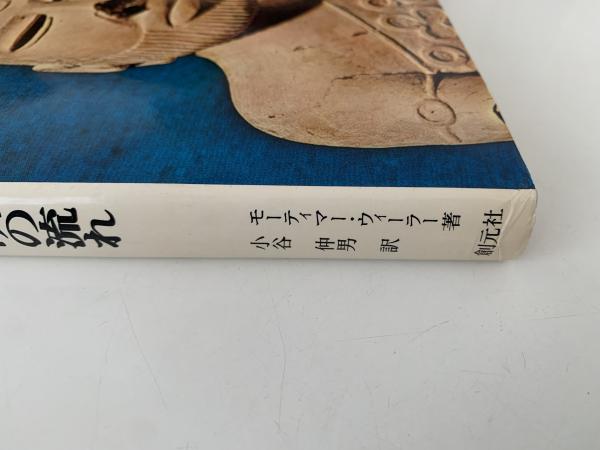 の流れ
モーティマー・ウィーラー著
小谷 仲男 訳
創元社